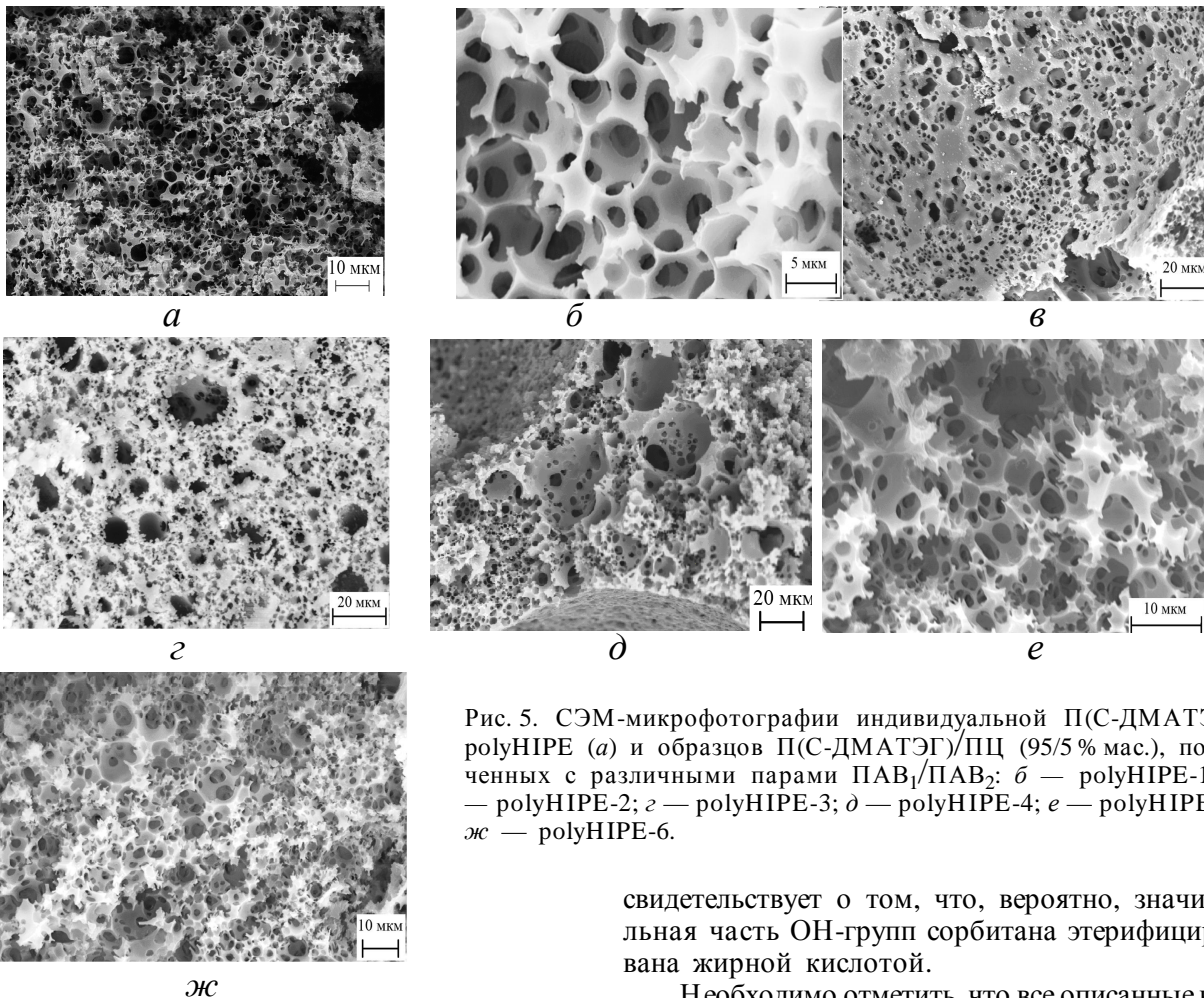 10 мкм
5 мкм
20 мкм
а
б
в
20 мкм
20 мкм
10 мкм
г
д
е
10 мкм
ж
Рис. 5. СЭМ-микрофотографии индивидуальной П(С-ДМАТЭ
polyHIPE (а) и образцов П(С-ДМАТЭГ)/ПЦ (95/5 % мас.), по
ченных с различными парами ПАВ₁/ПАВ₂: б — polyHIPE-1
— polyHIPE-2; г — polyHIPE-3; д — polyHIPE-4; е — polyHIPE
ж — polyHIPE-6.
свидетельствует о том, что, вероятно, значи
льная часть ОН-групп сорбитана этерифицир
вана жирной кислотой.
Необходимо отметить, что все описанные